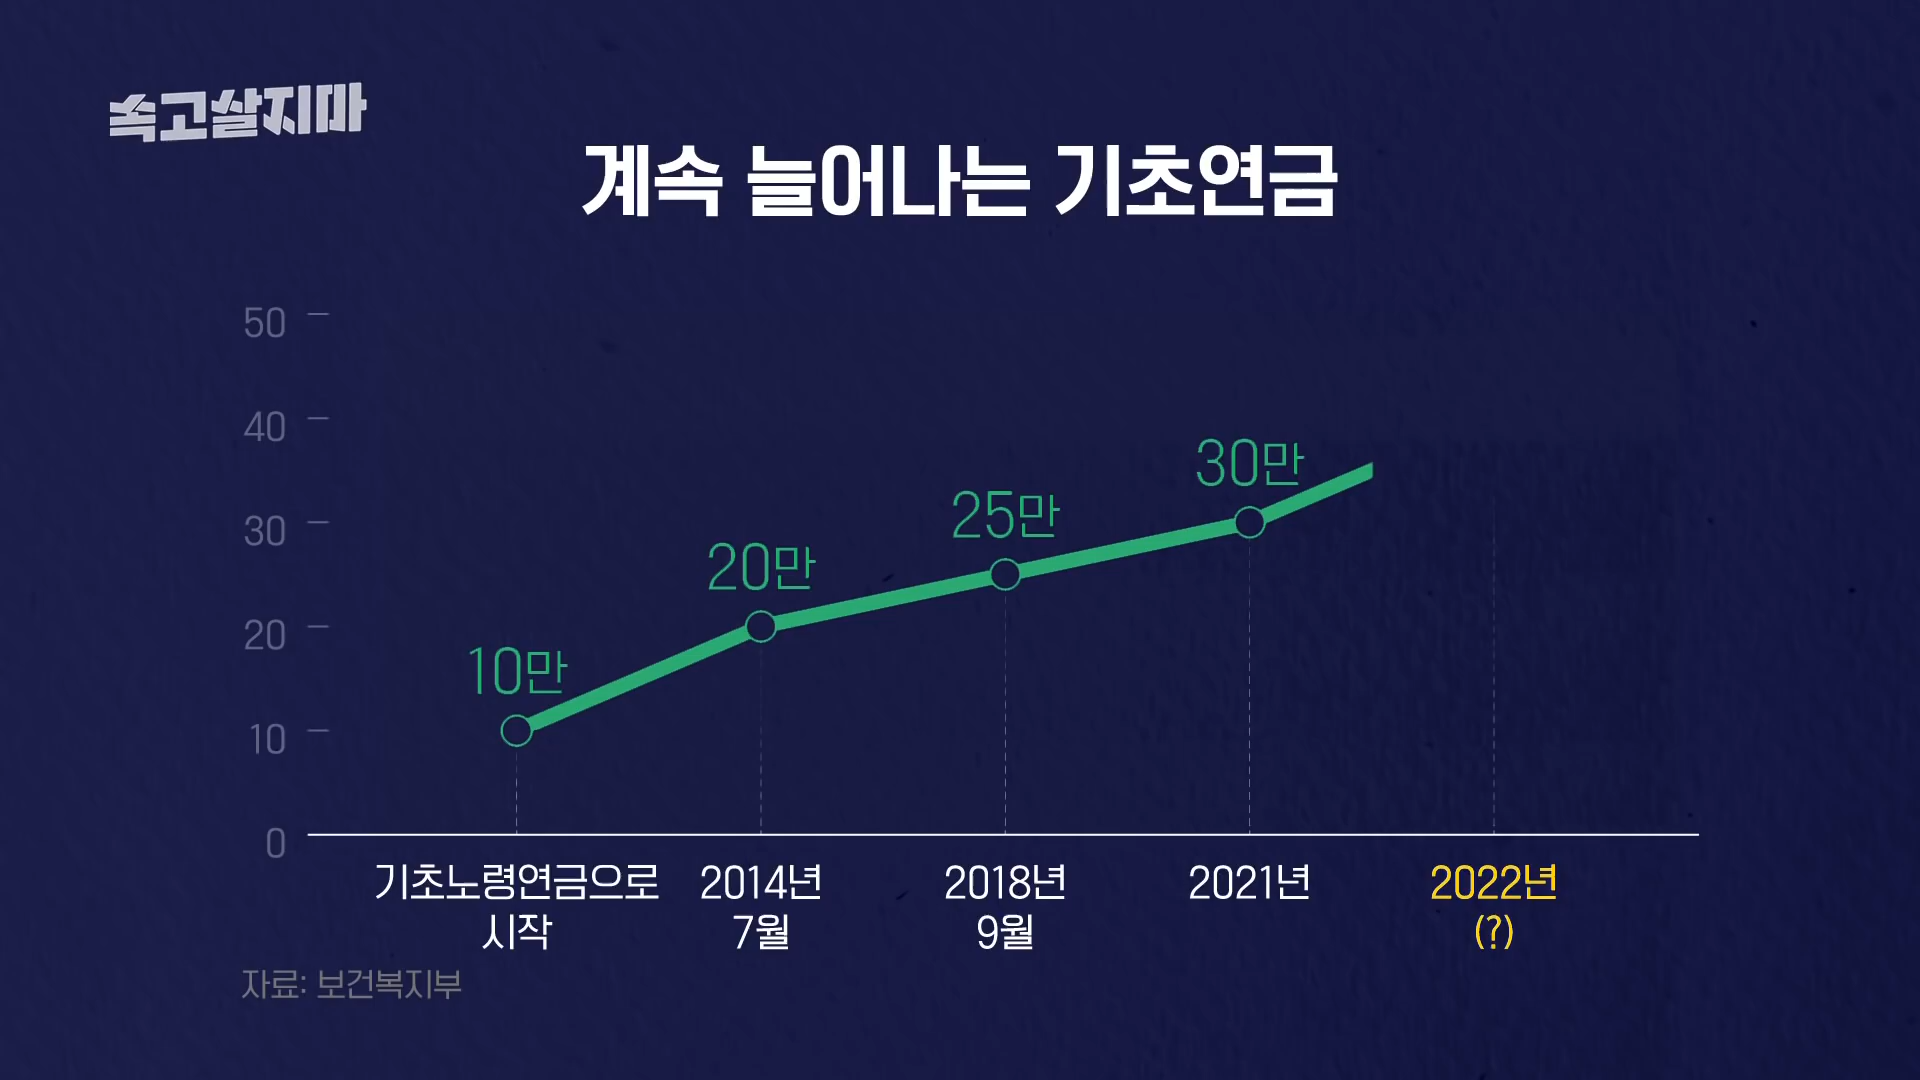 속고살지마
계속 늘어나는 기초연금
50
40
30
20
10
0
10만
20만
25만
30만
기초노령연금으로
시작
2014년
7월
2018년
9월
2021년
2022년
(?)
자료: 보건복지부